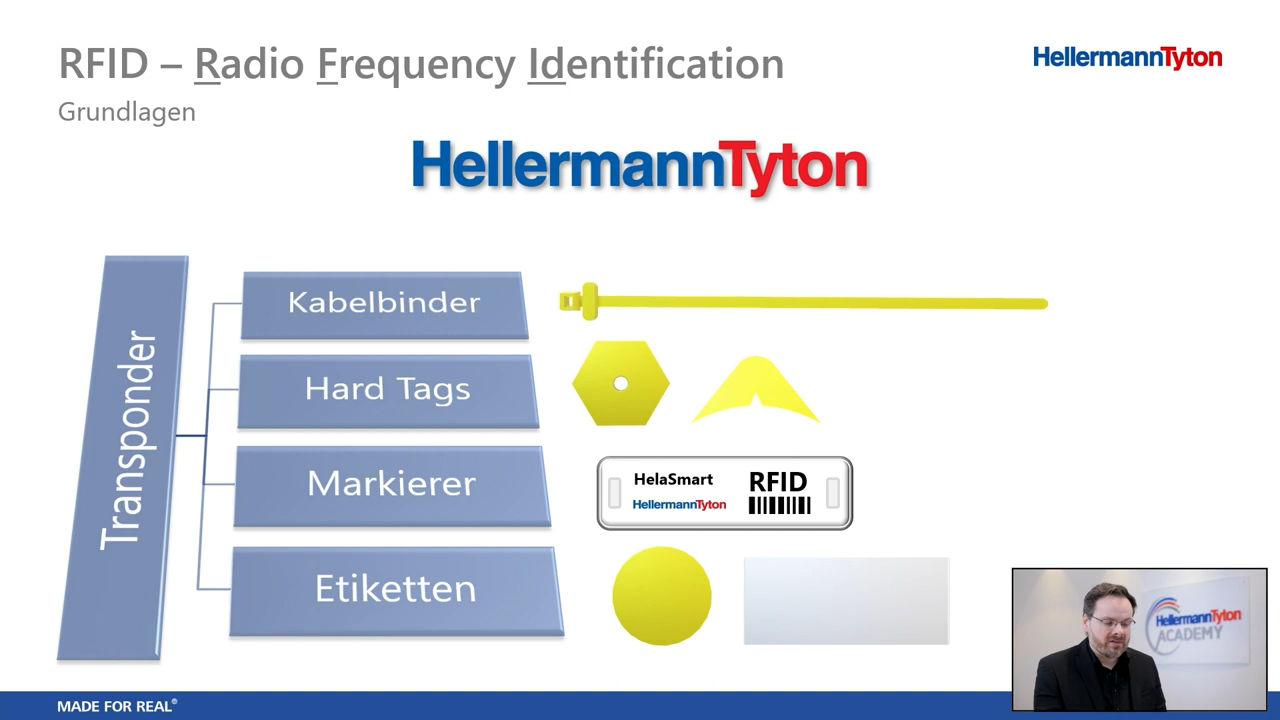 RFID – Radio Frequency Identification
Grundlagen
HellermannTyton
HellermannTyton
Transponder
Kabelbinder
Hard Tags
Markierer
HelaSmart
HellermannTyton
RFID
Etiketten
HellermannTyton
ACADEMY
MADE FOR REAL®